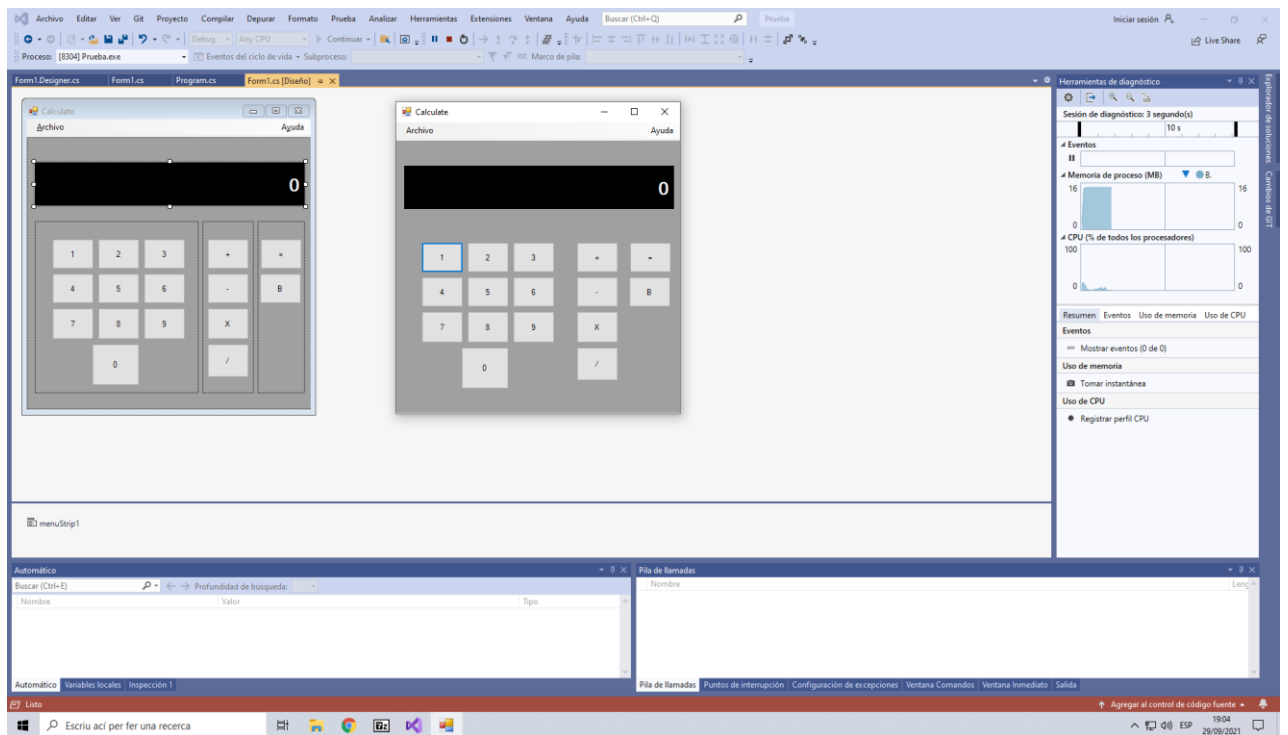 Archivo Editar Ver Git Proyecto Compilar Depurar Formato Prueba Analizar Herramientas Extensiones Ventana Ayuda Buscar (Ctrl+Q) Prueba Iniciar sesión
Debug Any CPU Continuar Live Share
Proceso: [8304] Prueba.exe Eventos del ciclo de vida Subproceso: Marco de pila:
Form1.Designer.cs Form1.cs Program.cs Form1.cs [Diseño]
Calculate
Archivo Ayuda
0
1 2 3 + =
4 5 6 - B
7 8 9 X
0 /
Calculate
Archivo Ayuda
0
1 2 3 + =
4 5 6 - B
7 8 9 X
0 /
menuStrip1
Herramientas de diagnóstico
Sesión de diagnóstico: 3 segundo(s)
10 s
Eventos
Memoria de proceso (MB) B.
16 16
0 0
CPU (% de todos los procesadores)
100 100
0 0
Resumen Eventos Uso de memoria Uso de CPU
Eventos
Mostrar eventos (0 de 0)
Uso de memoria
Tomar instantánea
Uso de CPU
Registrar perfil CPU
Explorador de soluciones
Cambios de GIT
Automático
Buscar (Ctrl+E) Profundidad de búsqueda:
Nombre Valor Tipo
Automático Variables locales Inspección 1
Pila de llamadas
Nombre Leng
Pila de llamadas Puntos de interrupción Configuración de excepciones Ventana Comandos Ventana Inmediato Salida
Listo Agregar al control de código fuente
Escriu ací per fer una recerca ESP 19:04
29/09/2021